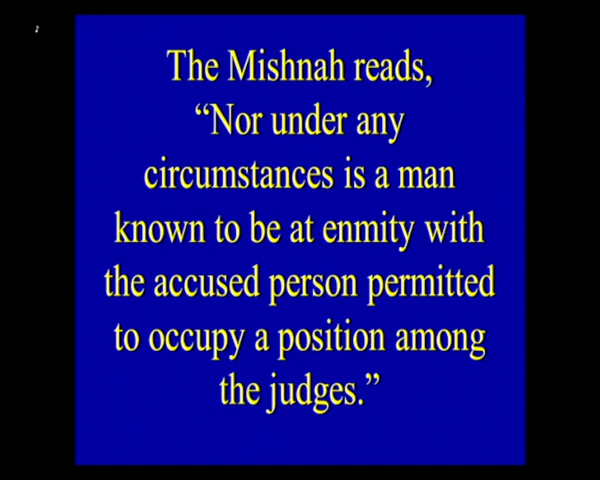 The Mishnah reads,
“Nor under any
circumstances is a man
known to be at enmity with
the accused person permitted
to occupy a position among
the judges.”